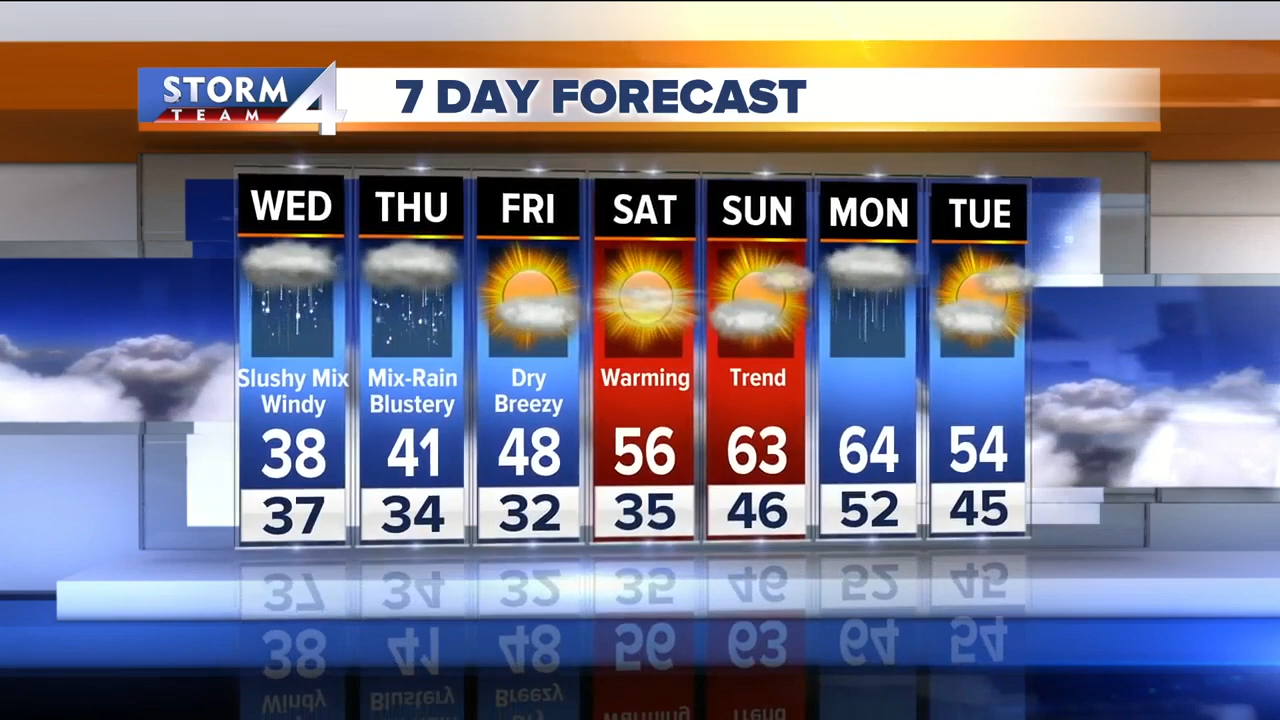 STORM
TEAM
4
7 DAY FORECAST
WED THU FRI SAT SUN MON TUE
Slushy Mix Mix-Rain Dry Warming Trend
Windy Blustery Breezy
38 41 48 56 63 64 54
37 34 32 35 46 52 45